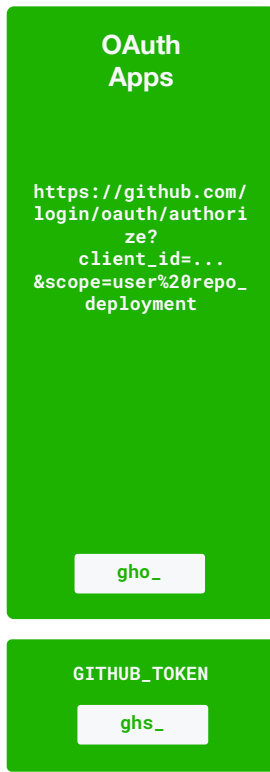 OAuth
Apps
https://github.com/
login/oauth/authori
ze?
client_id=...
&scope=user%20repo_
deployment
gho_
GITHUB_TOKEN
ghs_